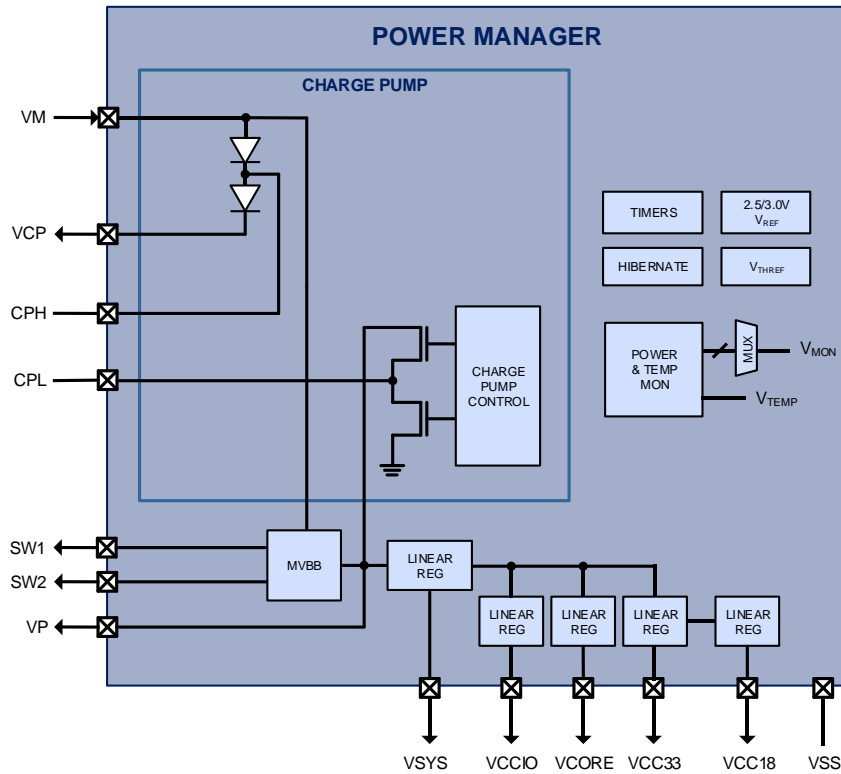 POWER MANAGER
CHARGE PUMP
VM
VCP
CPH
CPL
TIMERS
2.5/3.0V
VREF
HIBERNATE
VTHREF
CHARGE
PUMP
CONTROL
POWER
& TEMP
MON
MUX
VMON
VTEMP
SW1
SW2
VP
MVBB
LINEAR
REG
LINEAR
REG
LINEAR
REG
LINEAR
REG
LINEAR
REG
VSYS
VCCIO
VCORE
VCC33
VCC18
VSS